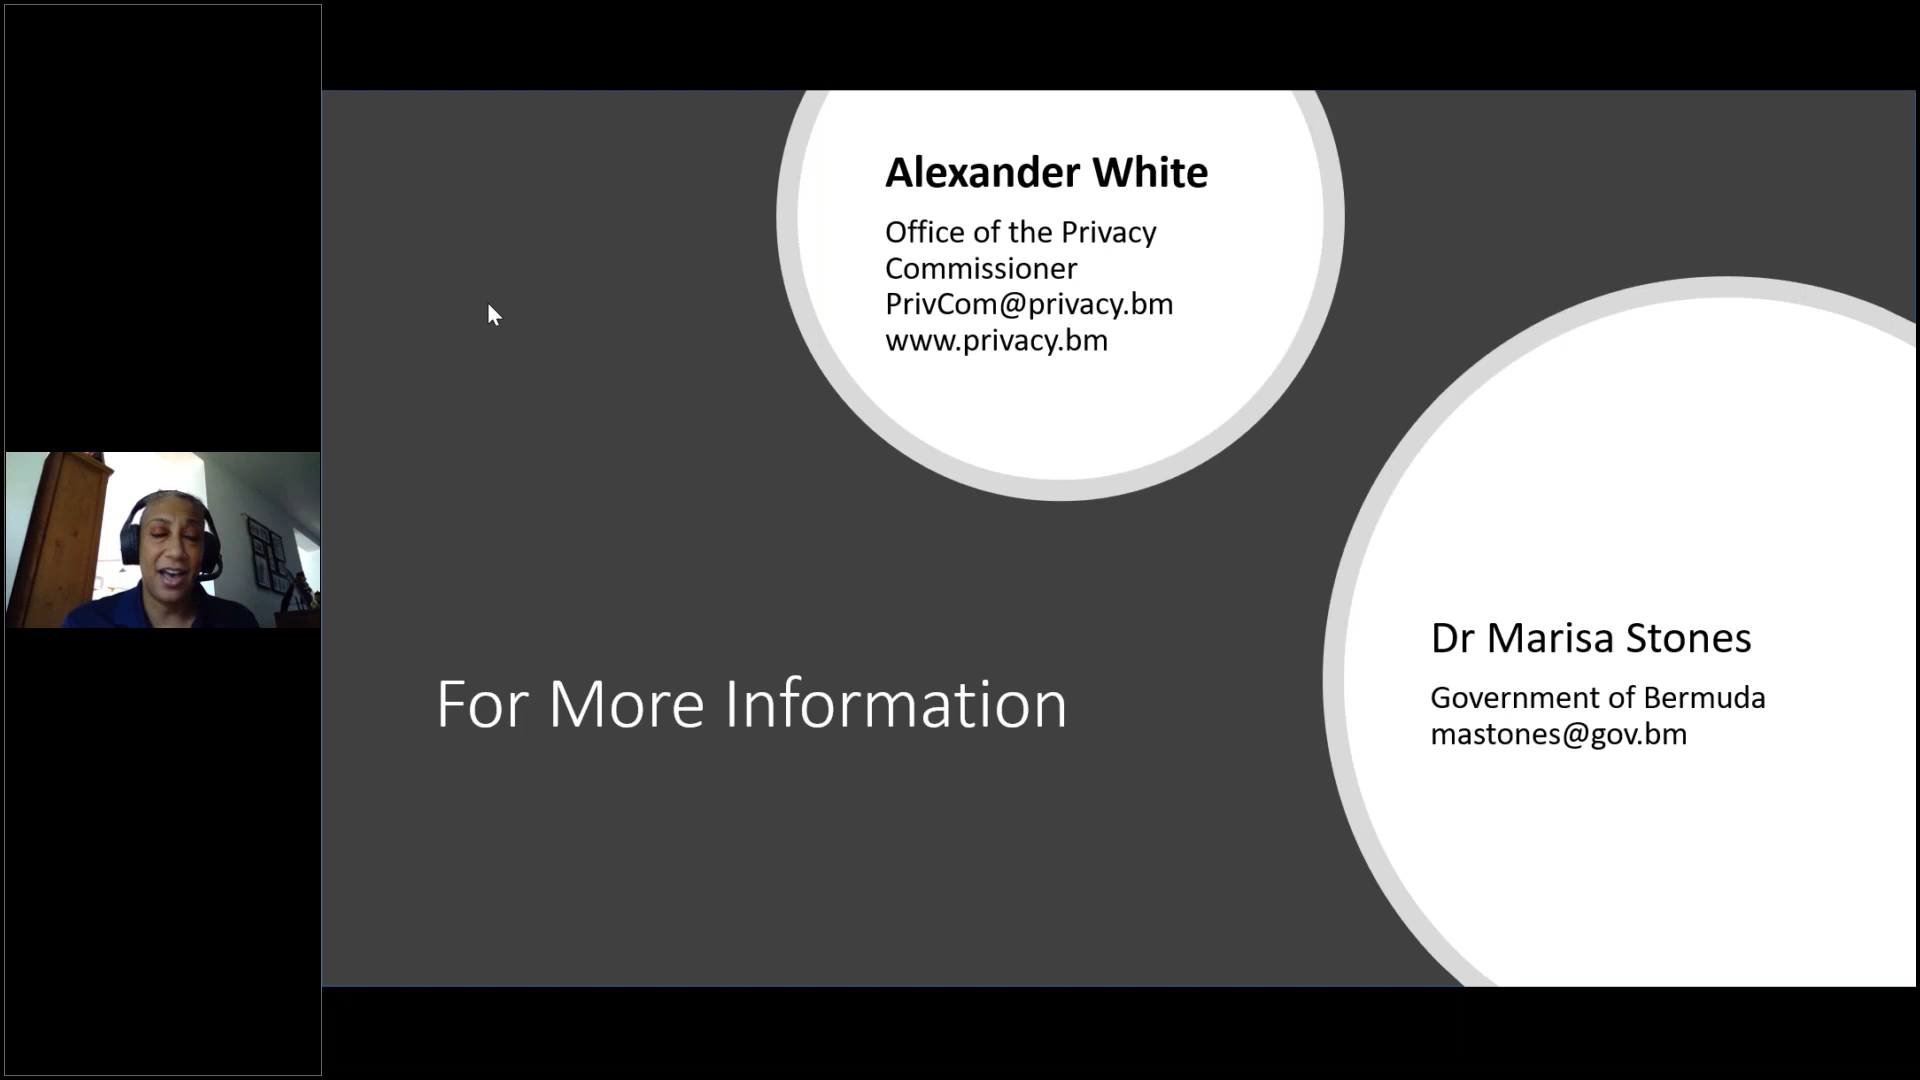 Alexander White
Office of the Privacy
Commissioner
PrivCom@privacy.bm
www.privacy.bm
For More Information
Dr Marisa Stones
Government of Bermuda
mastones@gov.bm